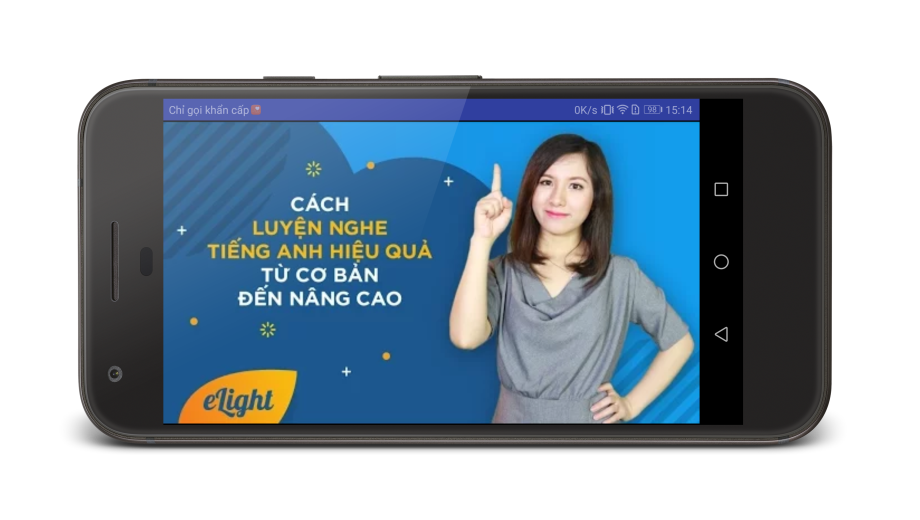 Chỉ gọi khẩn cấp
0K/s 98 15:14
CÁCH
LUYỆN NGHE
TIẾNG ANH HIỆU QUẢ
TỪ CƠ BẢN
ĐẾN NÂNG CAO
eLight